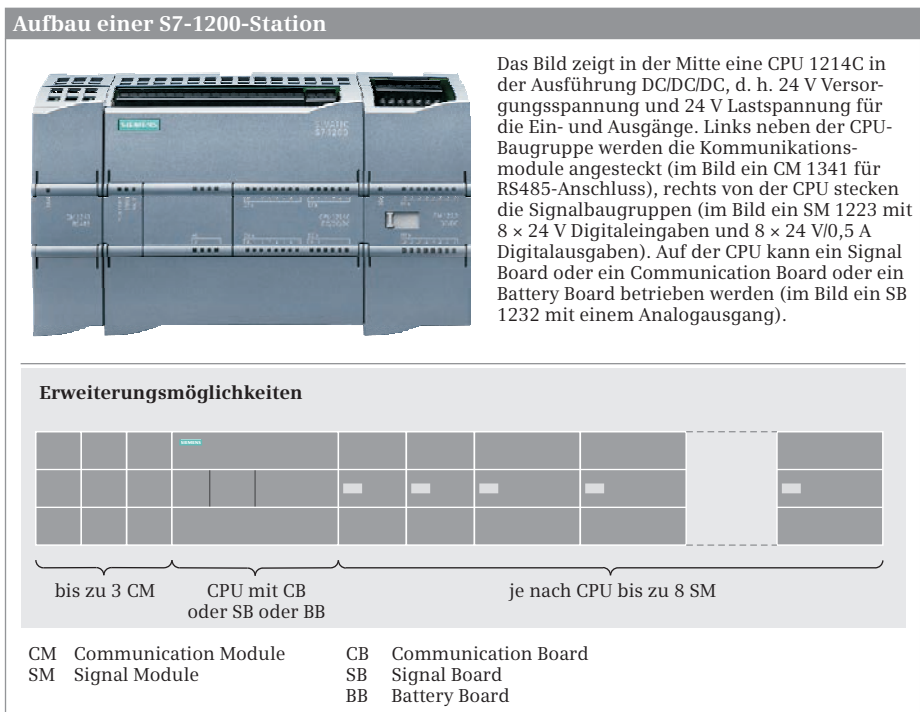 Aufbau einer S7-1200-Station
SIEMENS
SIMATIC
S7-1200
Das Bild zeigt in der Mitte eine CPU 1214C in
der Ausführung DC/DC/DC, d. h. 24 V Versor-
gungsspannung und 24 V Lastspannung für
die Ein- und Ausgänge. Links neben der CPU-
Baugruppe werden die Kommunikations-
module angesteckt (im Bild ein CM 1341 für
RS485-Anschluss), rechts von der CPU stecken
die Signalbaugruppen (im Bild ein SM 1223 mit
8 × 24 V Digitaleingaben und 8 × 24 V/0,5 A
Digitalausgaben). Auf der CPU kann ein Signal
Board oder ein Communication Board oder ein
Battery Board betrieben werden (im Bild ein SB
1232 mit einem Analogausgang).
Erweiterungsmöglichkeiten
SIEMENS
bis zu 3 CM
CPU mit CB
oder SB oder BB
je nach CPU bis zu 8 SM
CM Communication Module
SM Signal Module
CB Communication Board
SB Signal Board
BB Battery Board